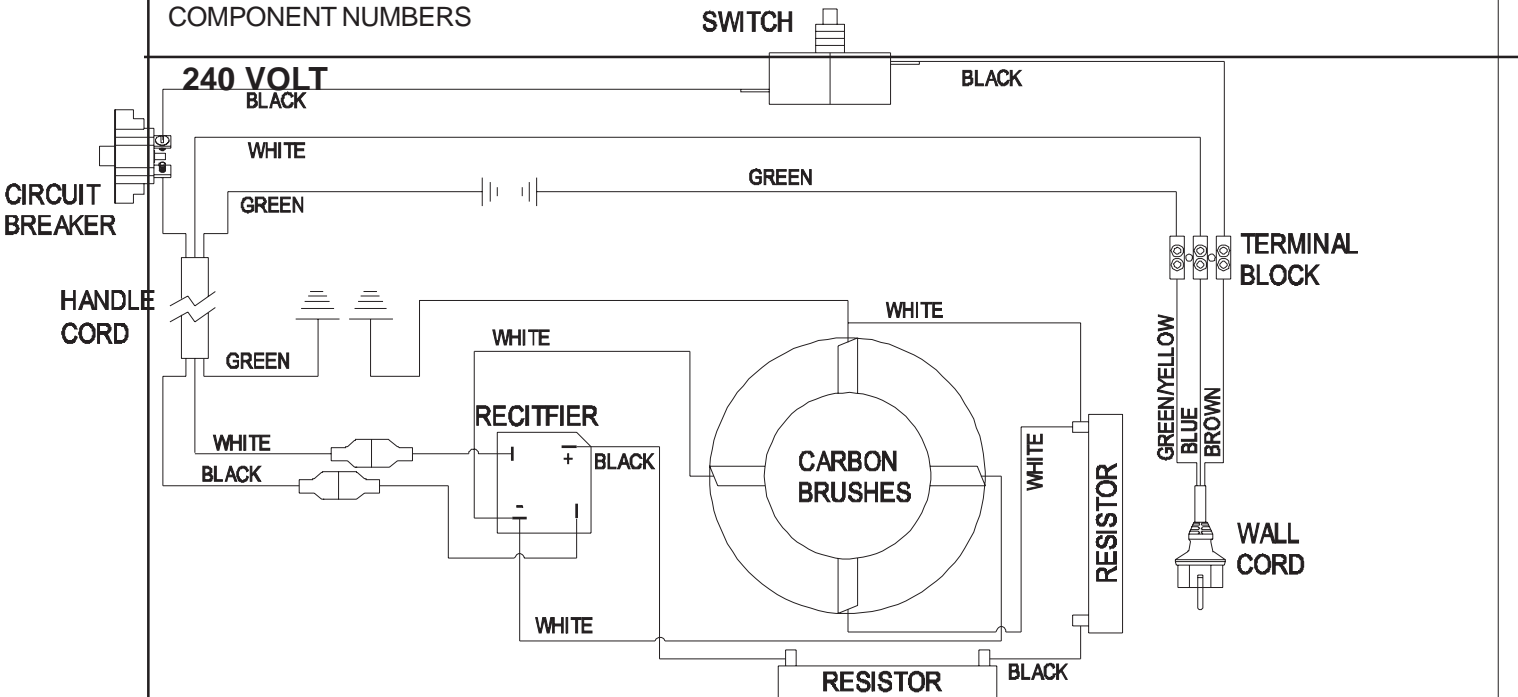 COMPONENT NUMBERS
SWITCH
240 VOLT
BLACK
BLACK
WHITE
GREEN
GREEN
CIRCUIT
BREAKER
TERMINAL
BLOCK
HANDLE
CORD
GREEN
WHITE
WHITE
GREEN/YELLOW
BLUE
BROWN
RECITFIER
+
BLACK
WHITE
BLACK
-
CARBON
BRUSHES
WHITE
RESISTOR
WALL
CORD
WHITE
BLACK
RESISTOR